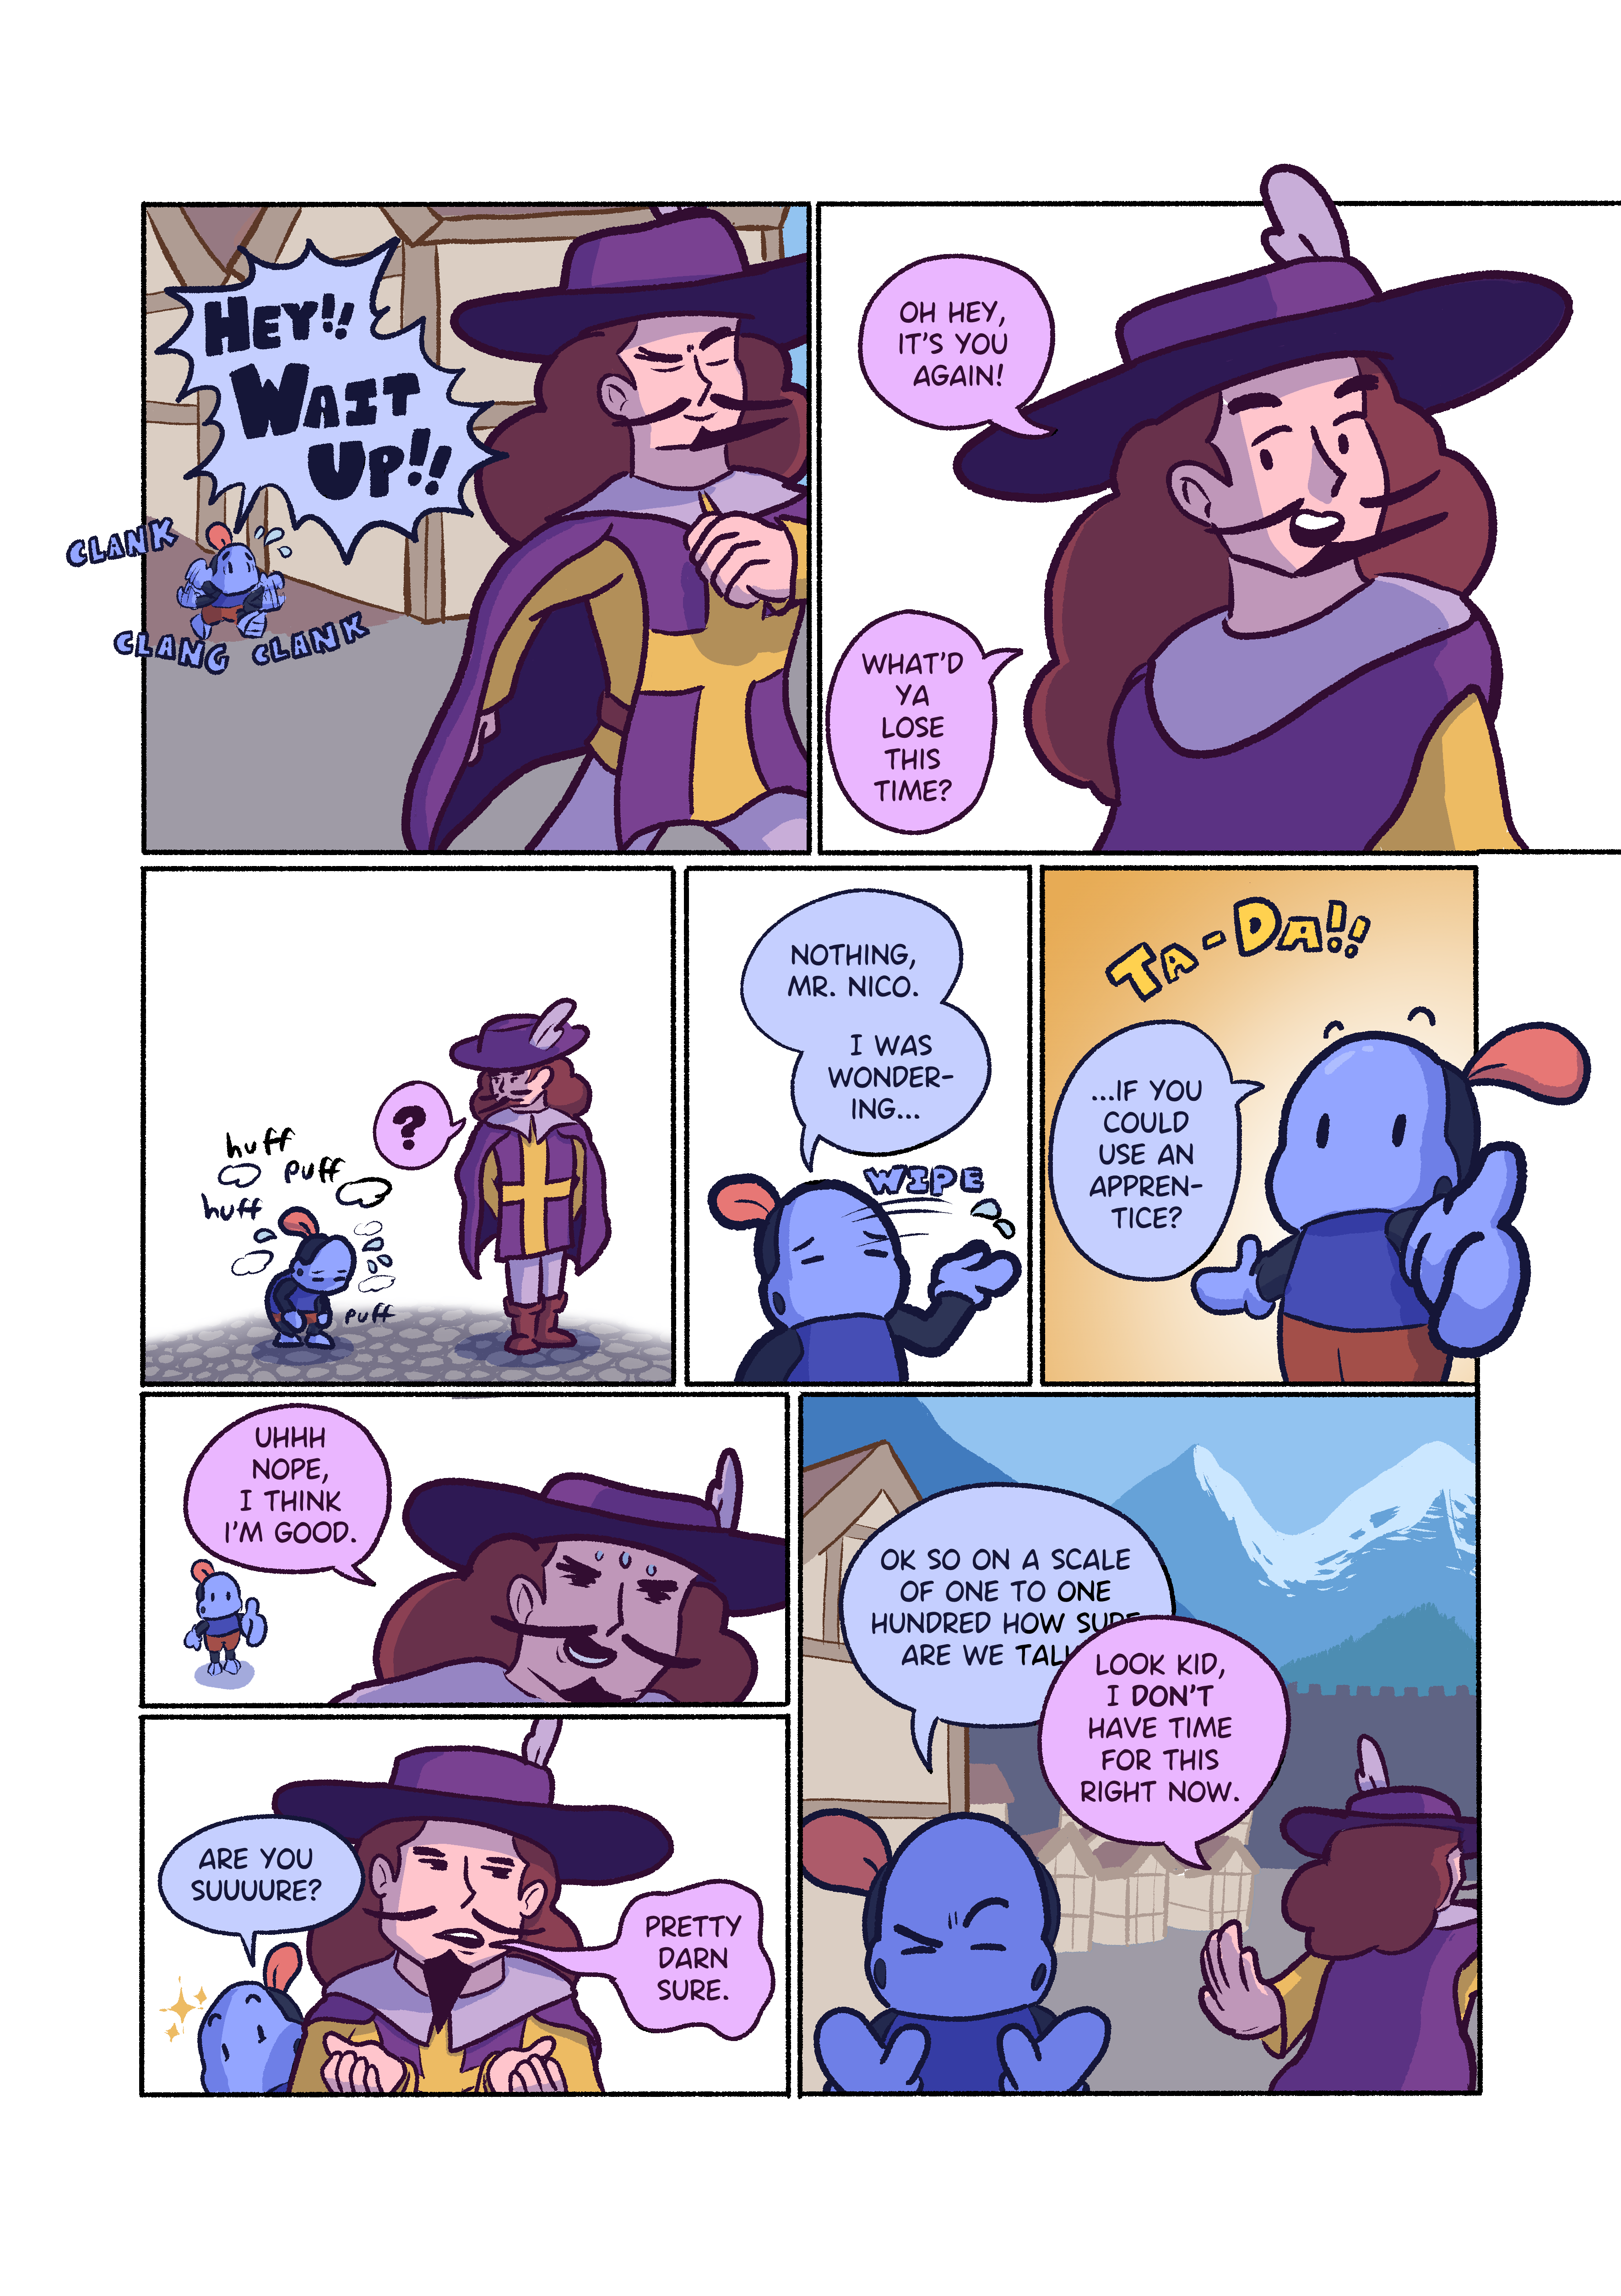 HEY!!
WAIT
UP!!
CLANK
CLANG CLANK
OH HEY,
IT'S YOU
AGAIN!
WHAT'D
YA
LOSE
THIS
TIME?
?
huff
puff
huff
puff
NOTHING,
MR. NICO.
I WAS
WONDER-
ING...
WIPE
TA-DA!!
...IF YOU
COULD
USE AN
APPREN-
TICE?
UHHH
NOPE,
I THINK
I'M GOOD.
ARE YOU
SUUUURE?
PRETTY
DARN
SURE.
OK SO ON A SCALE
OF ONE TO ONE
HUNDRED HOW SURE
ARE WE TALK
LOOK KID,
I DON'T
HAVE TIME
FOR THIS
RIGHT NOW.